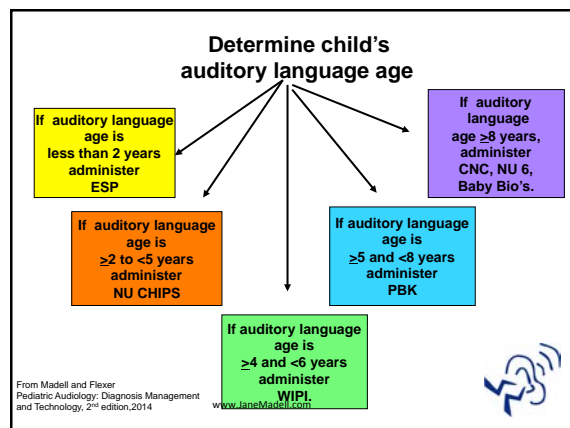 Determine child's
auditory language age
If auditory language
age is
less than 2 years
administer
ESP
If auditory language
age is
≥2 to <5 years
administer
NU CHIPS
If auditory language
age is
≥4 and <6 years
administer
WIPI.
If auditory language
age is
≥5 and <8 years
administer
PBK
If
auditory
language
age ≥8 years,
administer
CNC, NU 6,
Baby Bio's.
From Madell and Flexer
Pediatric Audiology: Diagnosis Management
and Technology, 2nd edition,2014
www.JaneMadell.com